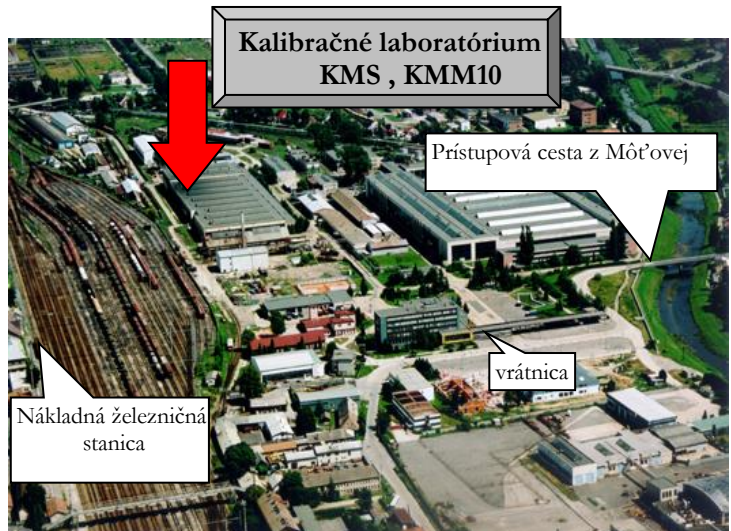 Kalibračné laboratórium
KMS , KMM10
Prístupová cesta z Môťovej
vrátnica
Nákladná železničná
stanica